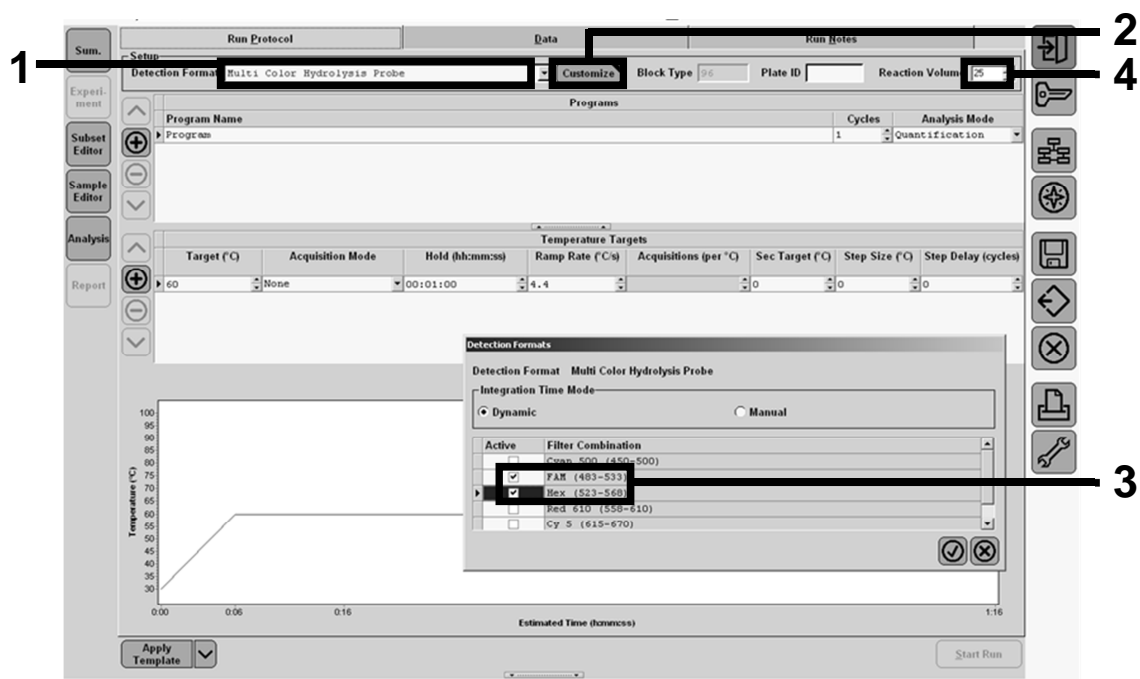 2
Run Protocol Data Run Notes
Sum.
1
Setup
Detection Format Multi Color Hydrolysis Probe Customize Block Type 96 Plate ID Reaction Volume 25
4
Experi-
ment
Programs
Program Name Cycles Analysis Mode
Program 1 Quantification
Subset
Editor
Sample
Editor
Analysis
Temperature Targets
Target (°C) Acquisition Mode Hold (hh:mm:ss) Ramp Rate (°C/s) Acquisitions (per °C) Sec Target (°C) Step Size (°C) Step Delay (cycles)
60 None 00:01:00 4.4 0 0 0
Report
Detection Formats
Detection Format Multi Color Hydrolysis Probe
Integration Time Mode
Dynamic Manual
Active Filter Combination
Cyan 500 (450-500)
FAM (483-533)
Hex (523-568)
Red 610 (558-610)
Cy 5 (615-670)
3
Temperature (°C)
100
95
90
85
80
75
70
65
60
55
50
45
40
35
30
0:00 0:06 0:16 1:16
Estimated Time (h:mm:ss)
Apply
Template
Start Run